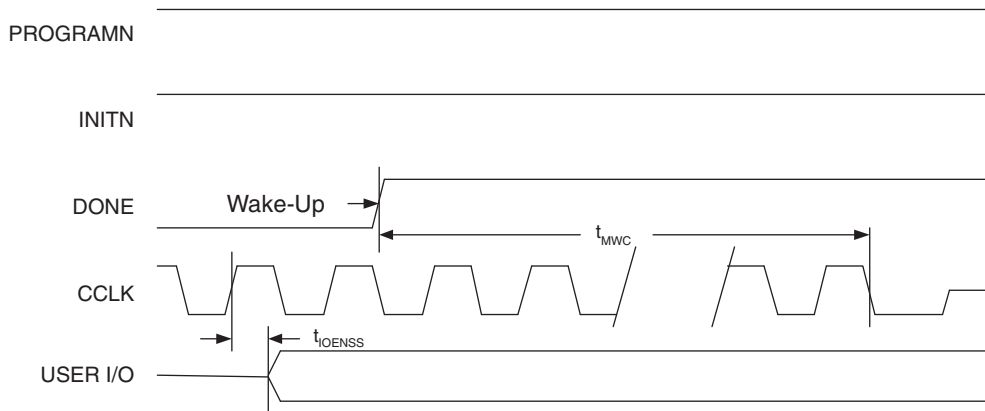 PROGRAMN
INITN
DONE
Wake-Up
tMWC
CCLK
tIOENSS
USER I/O